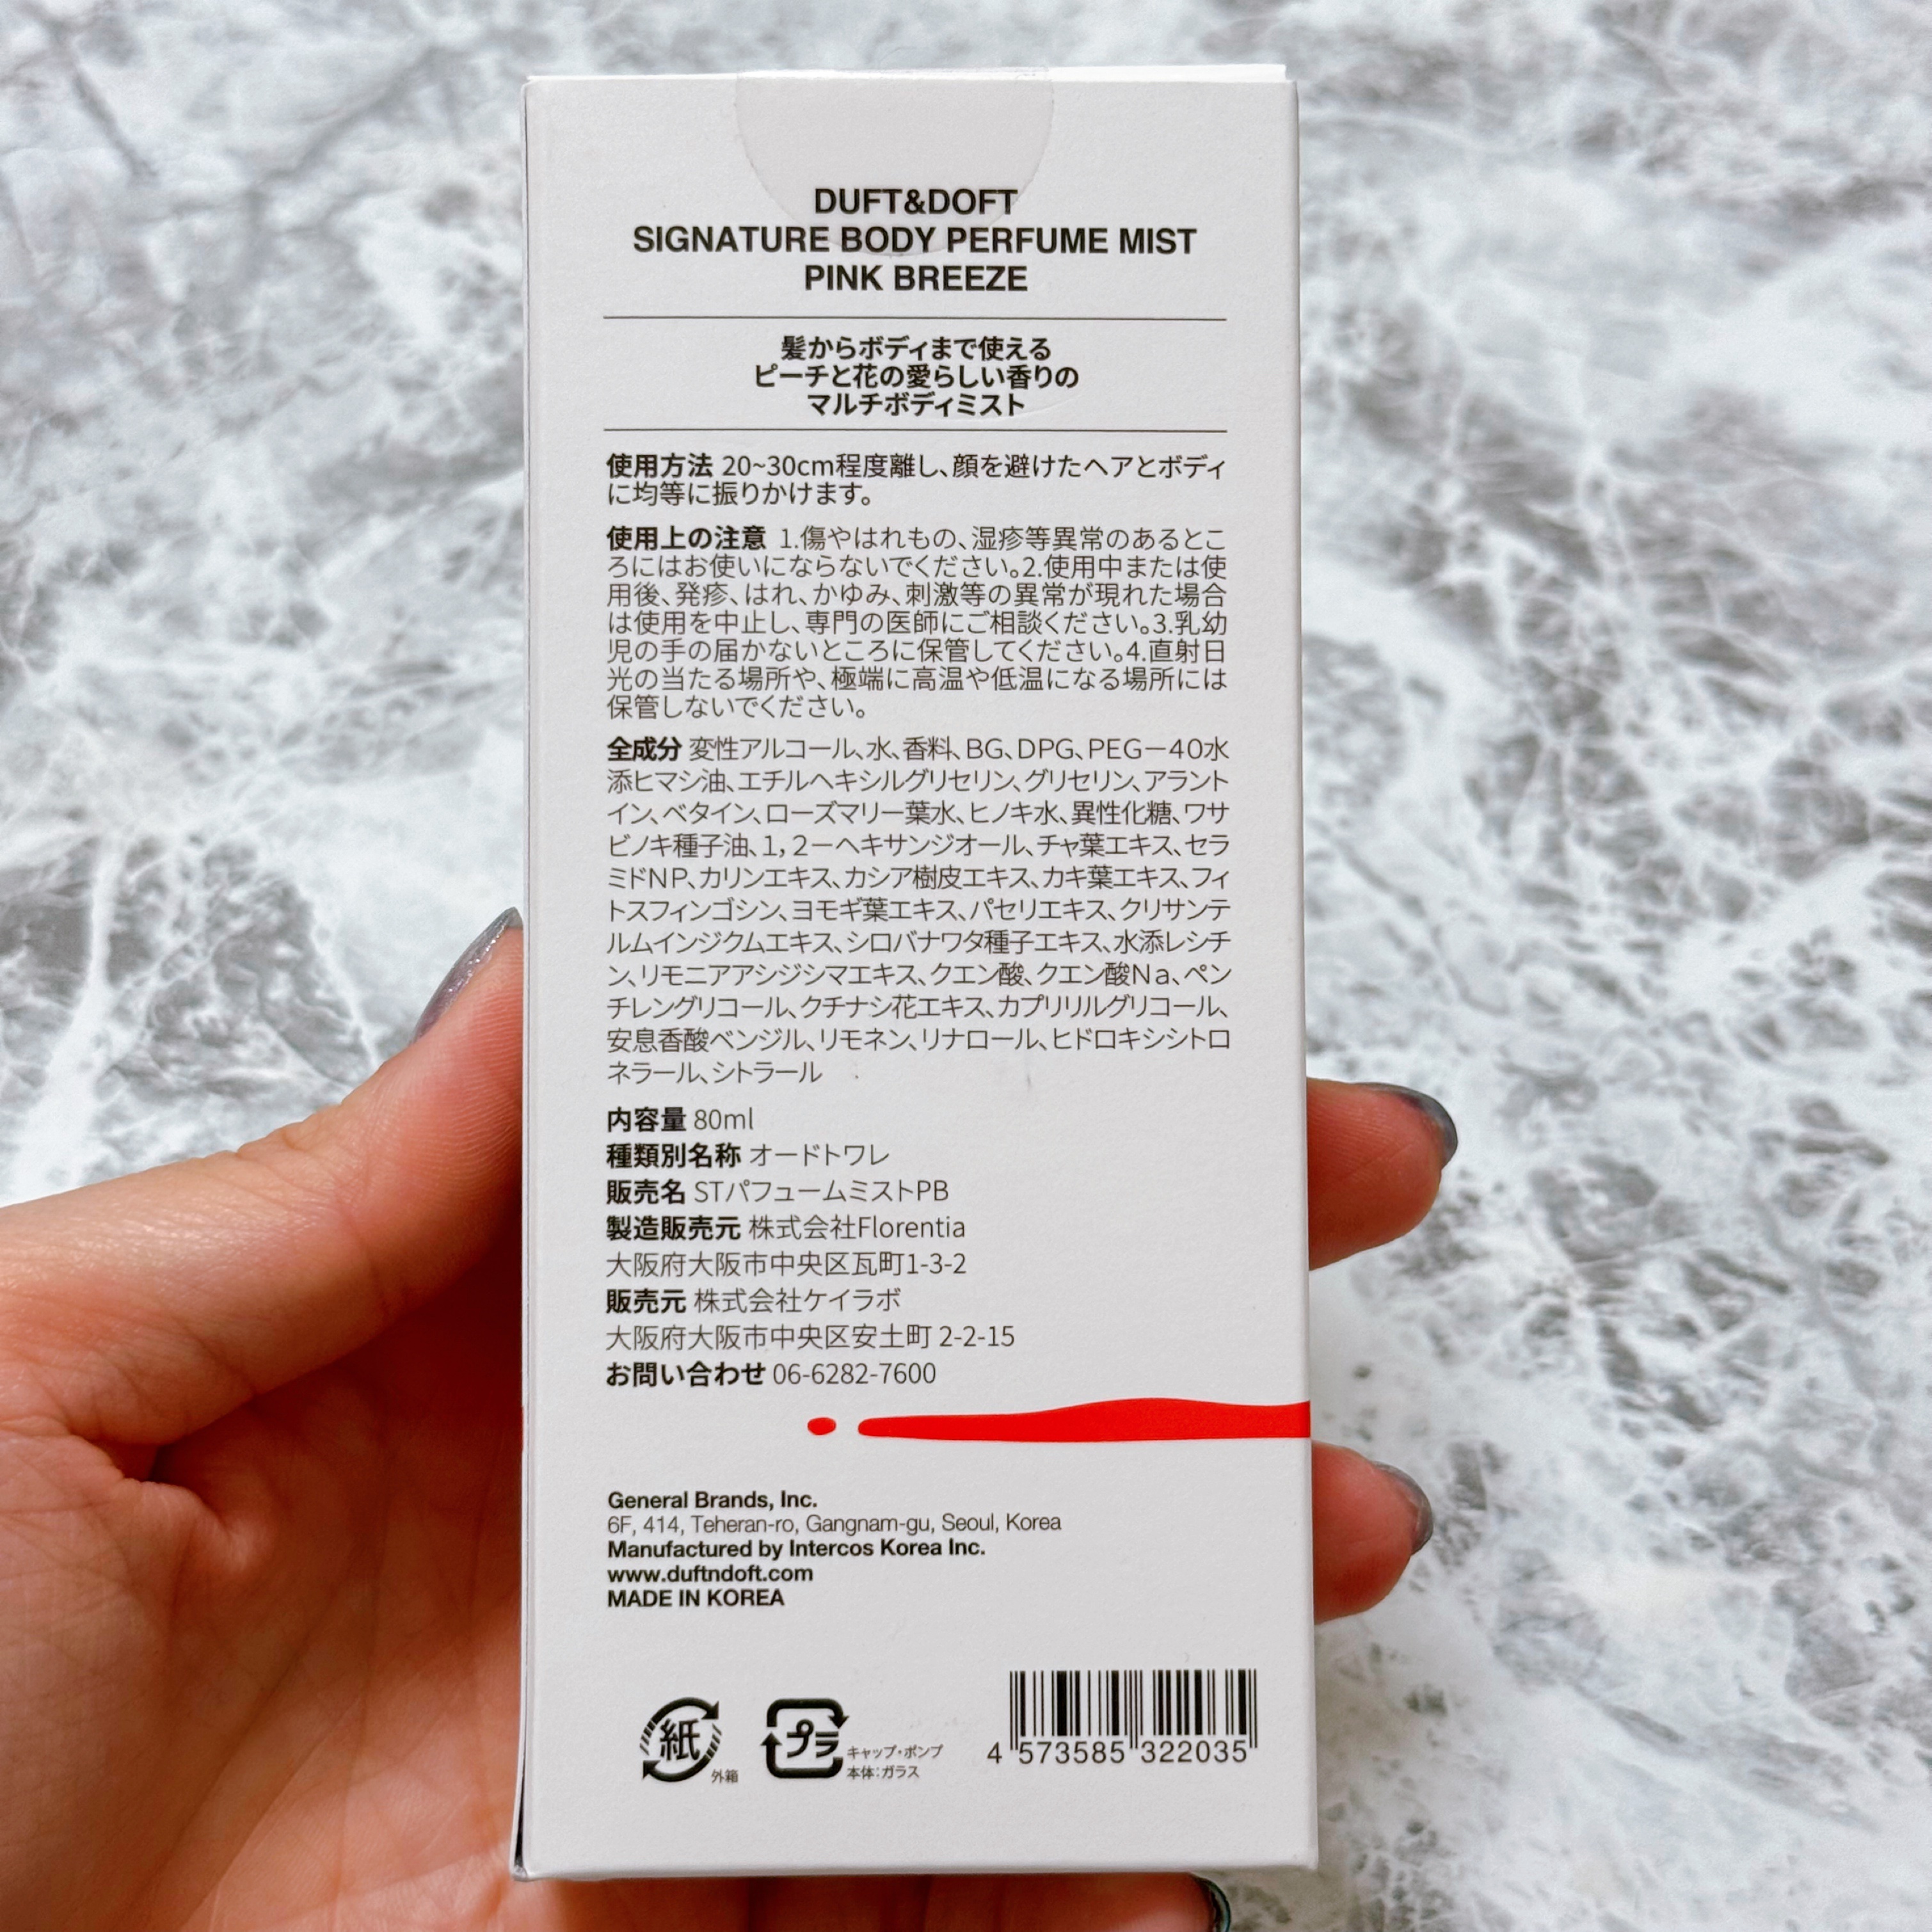 DUFT&DOFT
SIGNATURE BODY PERFUME MIST
PINK BREEZE
髪からボディまで使える
ピーチと花の愛らしい香りの
マルチボディミスト
使用方法 20~30cm程度離し、顔を避けたヘアとボディ
に均等に振りかけます。
使用上の注意 1.傷やはれもの、湿疹等異常のあるとこ
ろにはお使いにならないでください。2.使用中または使
用後、発疹、はれ、かゆみ、刺激等の異常が現れた場合
は使用を中止し、専門の医師にご相談ください。3.乳幼
児の手の届かないところに保管してください。4.直射日
光の当たる場所や、極端に高温や低温になる場所には
保管しないでください。
全成分 変性アルコール、水、香料、BG、DPG、PEG－40水
添ヒマシ油、エチルヘキシルグリセリン、グリセリン、アラント
イン、ベタイン、ローズマリー葉水、ヒノキ水、異性化糖、ワサ
ビノキ種子油、1，2－ヘキサンジオール、チャ葉エキス、セラ
ミドNP、カリンエキス、カシア樹皮エキス、カキ葉エキス、フィ
トスフィンゴシン、ヨモギ葉エキス、パセリエキス、クリサンテ
ルムインジクムエキス、シロバナワタ種子エキス、水添レシチ
ン、リモニアアシジシマエキス、クエン酸、クエン酸Na、ペン
チレングリコール、クチナシ花エキス、カプリリルグリコール、
安息香酸ベンジル、リモネン、リナロール、ヒドロキシシトロ
ネラール、シトラール
内容量 80ml
種類別名称 オードトワレ
販売名 STパフュームミストPB
製造販売元 株式会社Florentia
大阪府大阪市中央区瓦町1-3-2
販売元 株式会社ケイラボ
大阪府大阪市中央区安土町 2-2-15
お問い合わせ 06-6282-7600
General Brands, Inc.
6F, 414, Teheran-ro, Gangnam-gu, Seoul, Korea
Manufactured by Intercos Korea Inc.
www.duftndoft.com
MADE IN KOREA
紙
外箱
プラ
キャップ・ポンプ
本体：ガラス
4 573585 322035